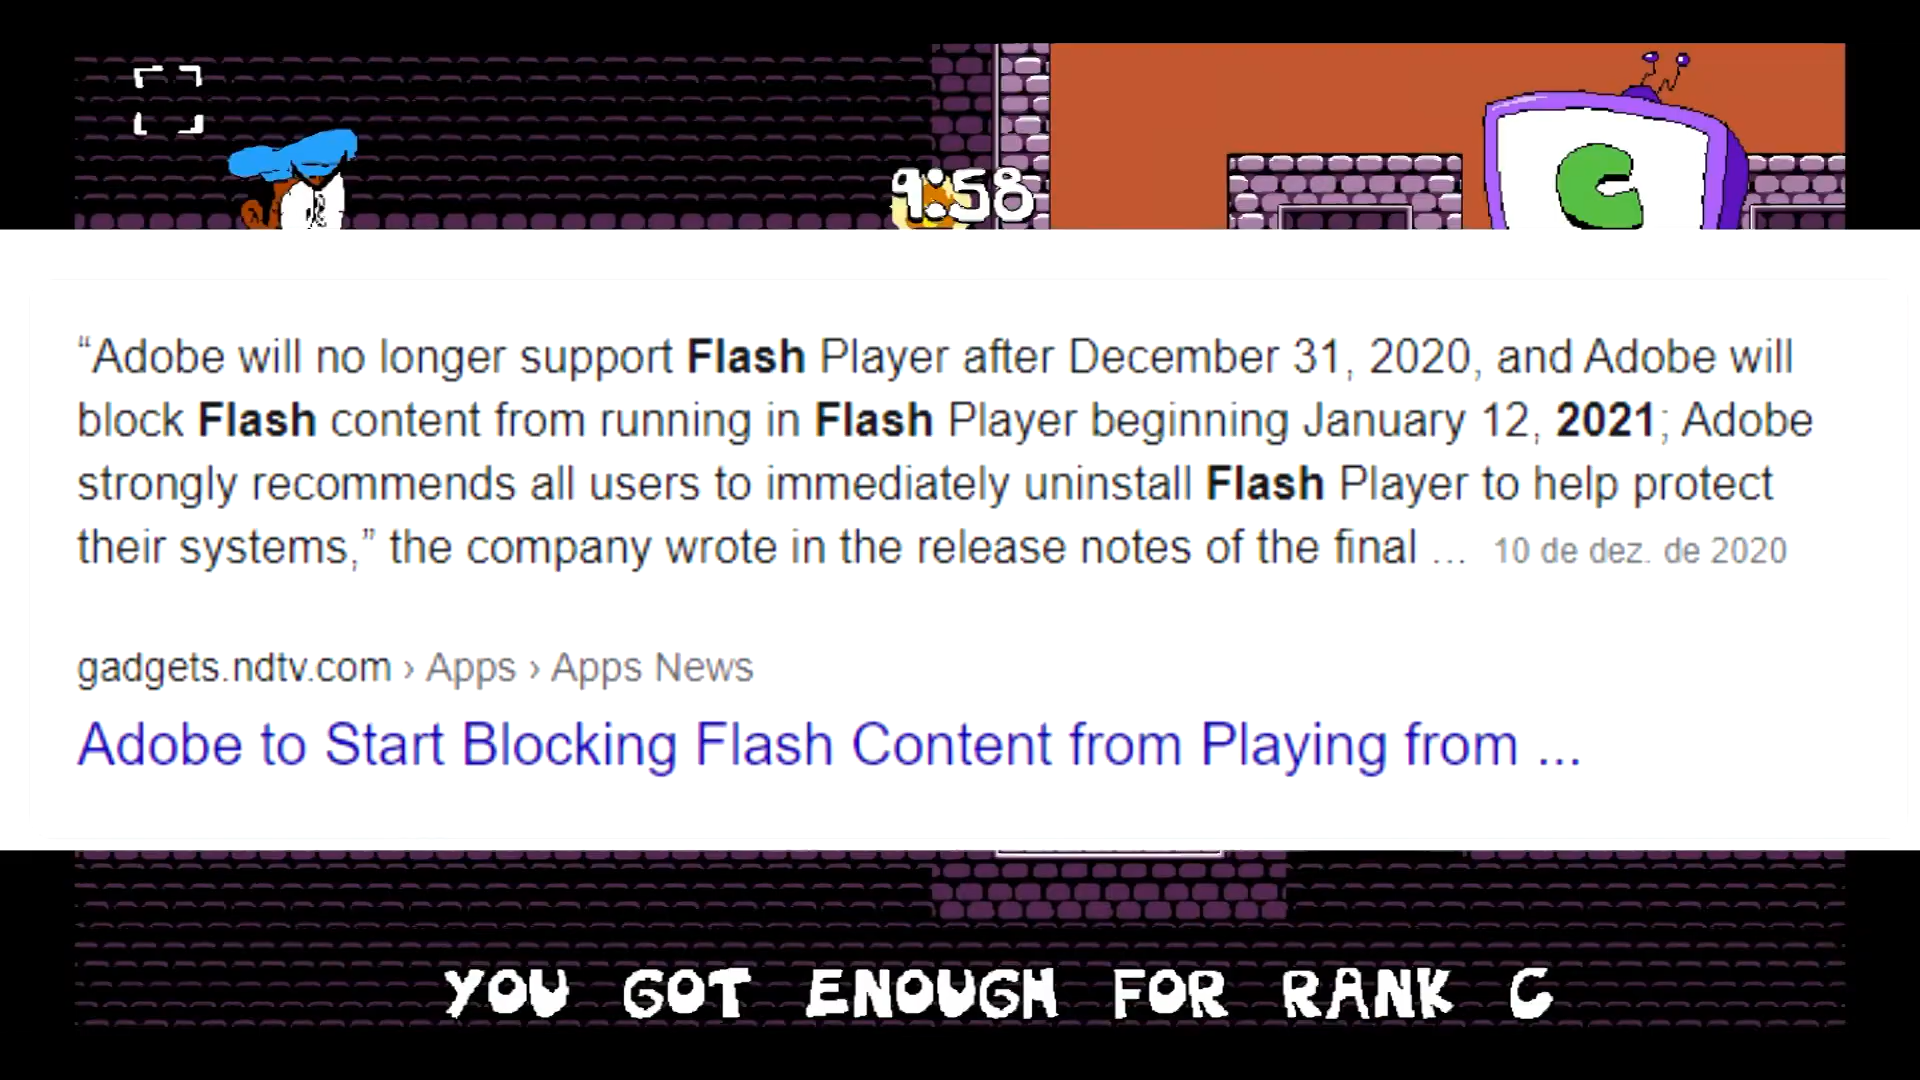 9:58
C
“Adobe will no longer support Flash Player after December 31, 2020, and Adobe will
block Flash content from running in Flash Player beginning January 12, 2021; Adobe
strongly recommends all users to immediately uninstall Flash Player to help protect
their systems,” the company wrote in the release notes of the final ... 10 de dez. de 2020
gadgets.ndtv.com › Apps › Apps News
Adobe to Start Blocking Flash Content from Playing from ...
YOU GOT ENOUGH FOR RANK C